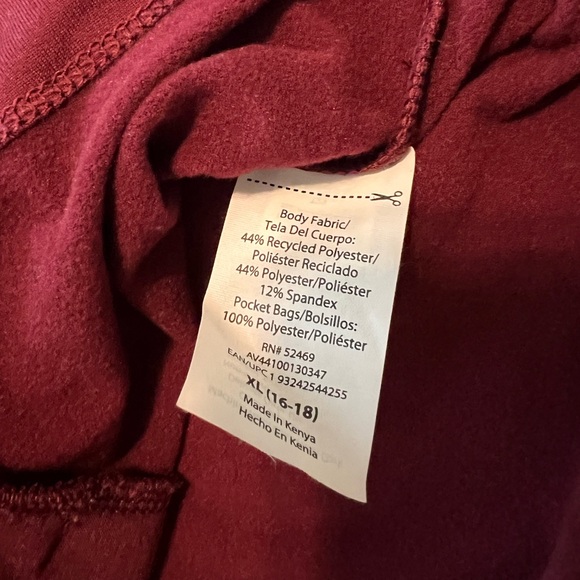 Body Fabric/
Tela Del Cuerpo:
44% Recycled Polyester/
Poliéster Reciclado
44% Polyester/Poliéster
12% Spandex
Pocket Bags/Bolsillos:
100% Polyester/Poliéster
RN# 52469
AV44100130347
EAN/UPC 1 93242544255
XL (16-18)
Made In Kenya
Hecho En Kenia